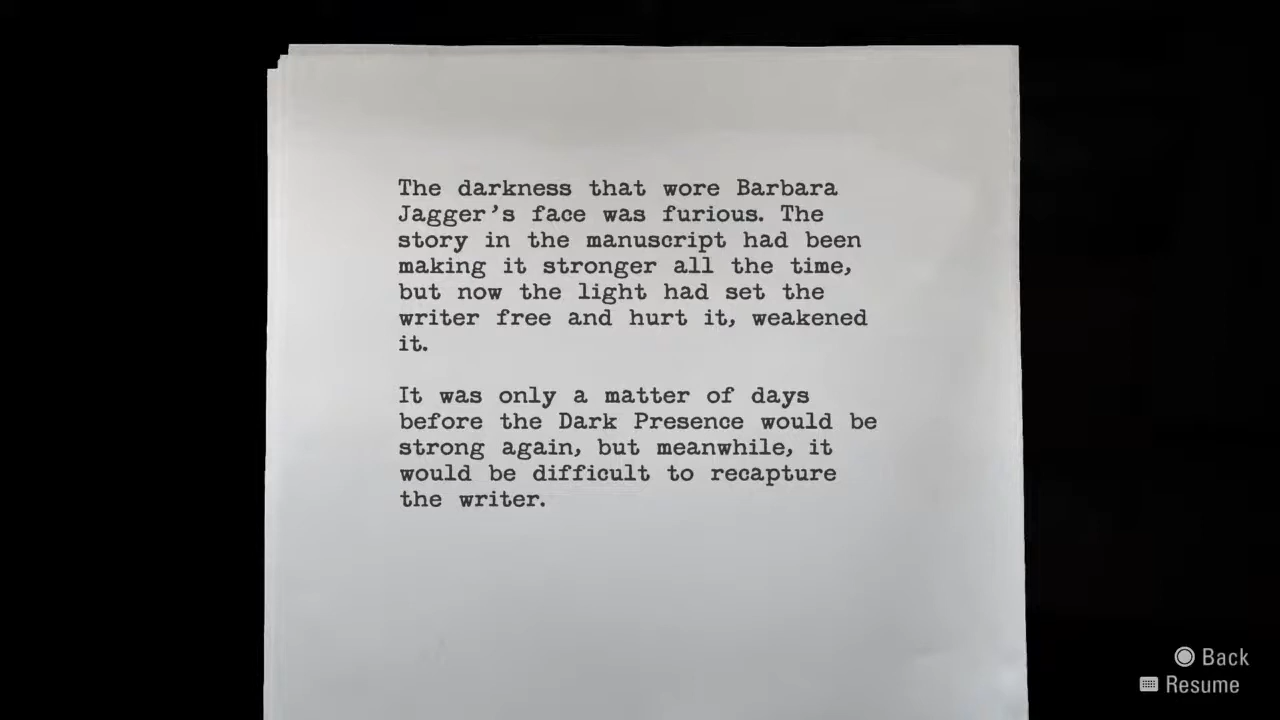 The darkness that wore Barbara
Jagger's face was furious. The
story in the manuscript had been
making it stronger all the time,
but now the light had set the
writer free and hurt it, weakened
it.
It was only a matter of days
before the Dark Presence would be
strong again, but meanwhile, it
would be difficult to recapture
the writer.
Back
Resume